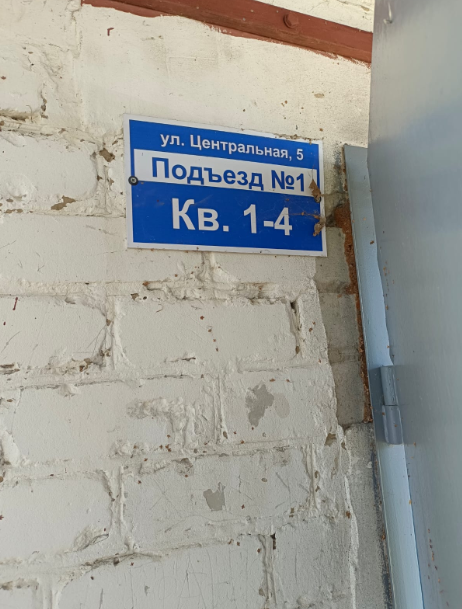 ул. Центральная, 5
Подъезд №1
Кв. 1-4